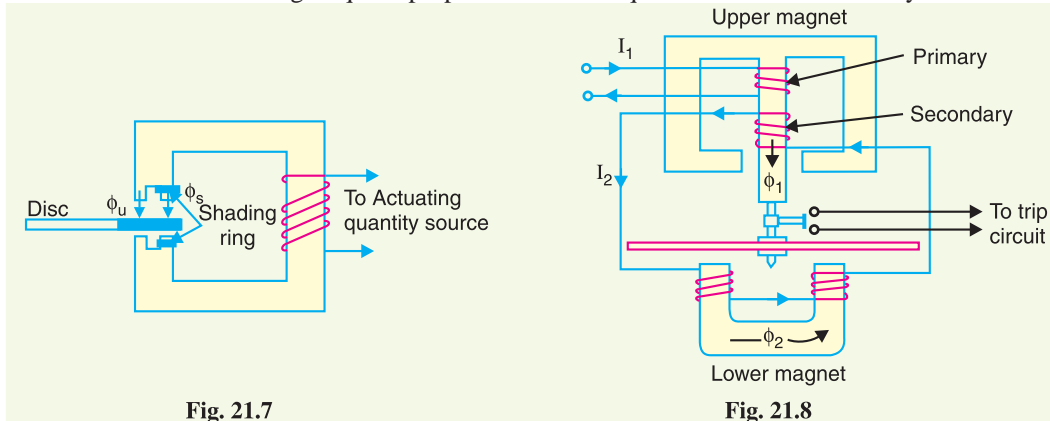 Upper magnet
I1
Primary
Secondary
I2
ϕ1
To trip
circuit
ϕ2
Lower magnet
Fig. 21.8
Disc
ϕu
ϕs
Shading
ring
To Actuating
quantity source
Fig. 21.7